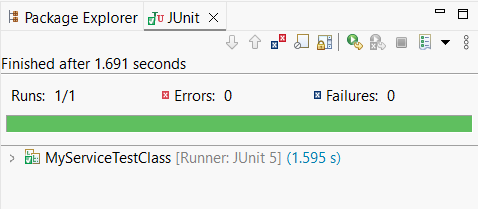 Package Explorer JUnit
Finished after 1.691 seconds
Runs: 1/1 Errors: 0 Failures: 0
MyServiceTestClass [Runner: JUnit 5] (1.595 s)